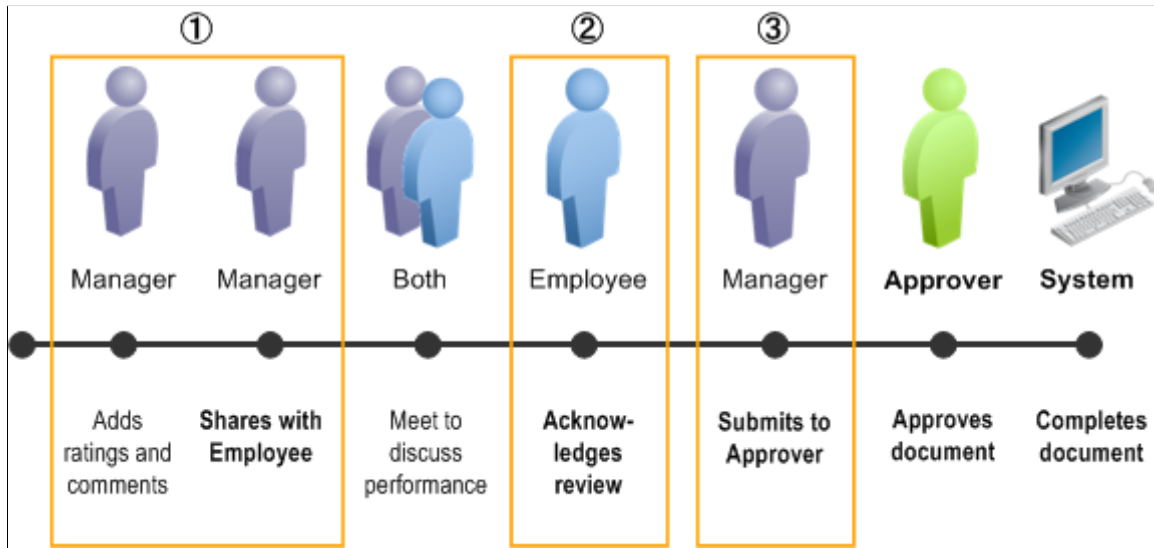 ① ② ③
Manager Manager Both Employee Manager Approver System
Adds
ratings and
comments
Shares with
Employee
Meet to
discuss
performance
Acknow-
ledges
review
Submits to
Approver
Approves
document
Completes
document